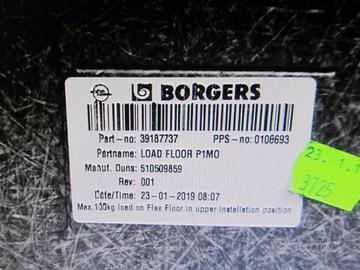 BORGERS
Part-no: 39187737 PPS-no: 0106693
Partname: LOAD FLOOR P1MO
Manuf. Duns: 510509859
Rev: 001
Date/Time: 23-01-2019 08:07
Max.100kg load on Flex Floor in upper installation position
23. 1.1
3725